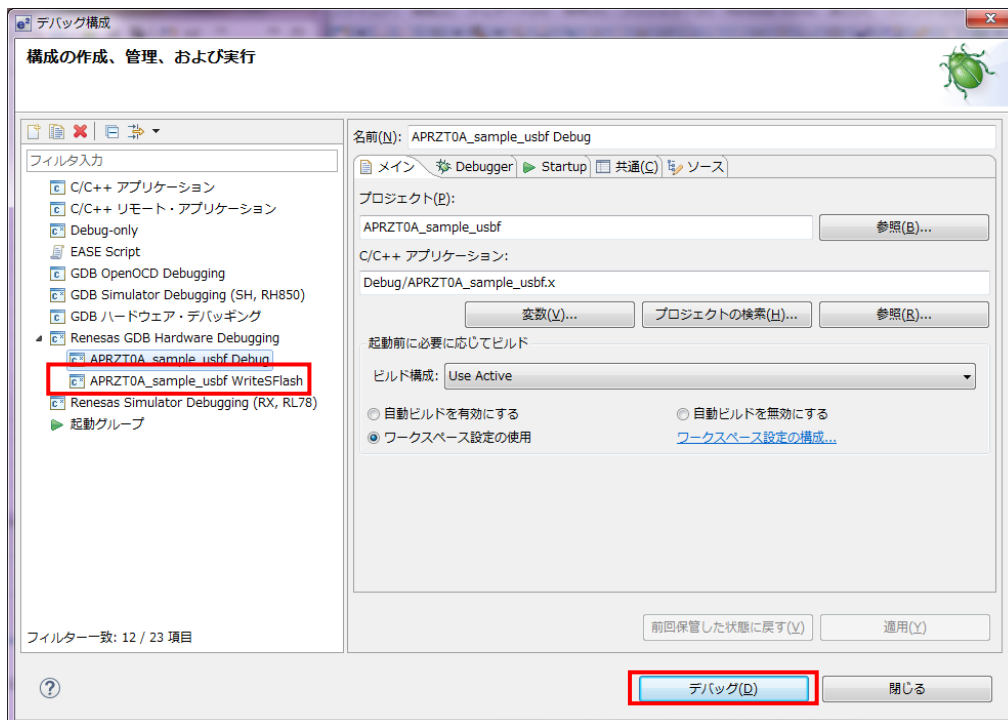 e² デバッグ構成
構成の作成、管理、および実行
フィルタ入力
C/C++ アプリケーション
C/C++ リモート・アプリケーション
Debug-only
EASE Script
GDB OpenOCD Debugging
GDB Simulator Debugging (SH, RH850)
GDB ハードウェア・デバッギング
Renesas GDB Hardware Debugging
APRZT0A_sample_usbf Debug
APRZT0A_sample_usbf WriteSFlash
Renesas Simulator Debugging (RX, RL78)
起動グループ
フィルター一致: 12 / 23 項目
名前(N): APRZT0A_sample_usbf Debug
メイン Debugger Startup 共通(C) ソース
プロジェクト(P):
APRZT0A_sample_usbf 参照(B)...
C/C++ アプリケーション:
Debug/APRZT0A_sample_usbf.x
変数(V)... プロジェクトの検索(H)... 参照(R)...
起動前に必要に応じてビルド
ビルド構成: Use Active
自動ビルドを有効にする 自動ビルドを無効にする
ワークスペース設定の使用 ワークスペース設定の構成...
前回保管した状態に戻す(V) 適用(Y)
デバッグ(D) 閉じる